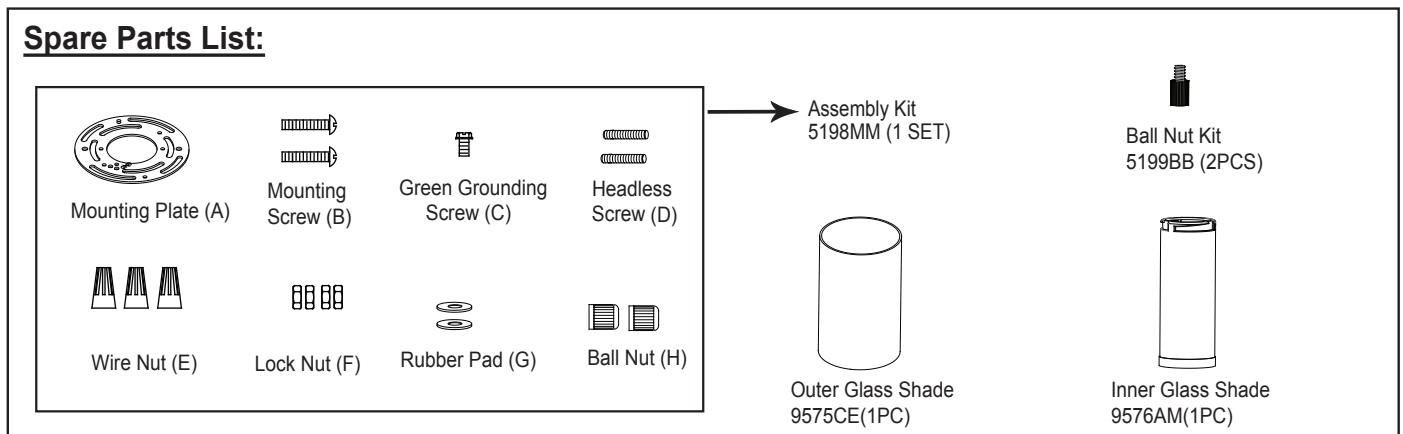 Spare Parts List:
Mounting Plate (A)
Mounting
Screw (B)
Green Grounding
Screw (C)
Headless
Screw (D)
Wire Nut (E)
Lock Nut (F)
Rubber Pad (G)
Ball Nut (H)
Assembly Kit
5198MM (1 SET)
Ball Nut Kit
5199BB (2PCS)
Outer Glass Shade
9575CE(1PC)
Inner Glass Shade
9576AM(1PC)